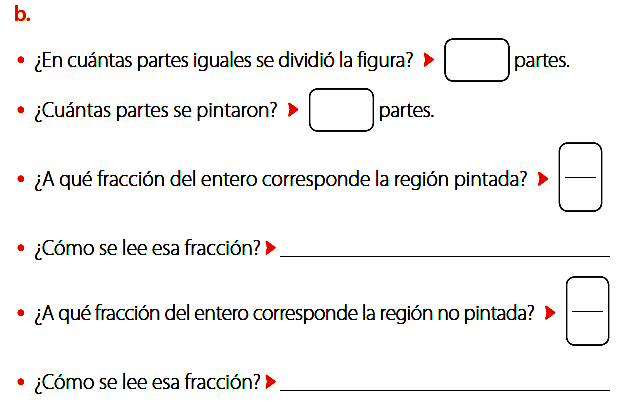 b.
• ¿En cuántas partes iguales se dividió la figura? partes.
• ¿Cuántas partes se pintaron? partes.
• ¿A qué fracción del entero corresponde la región pintada?
• ¿Cómo se lee esa fracción?
• ¿A qué fracción del entero corresponde la región no pintada?
• ¿Cómo se lee esa fracción?